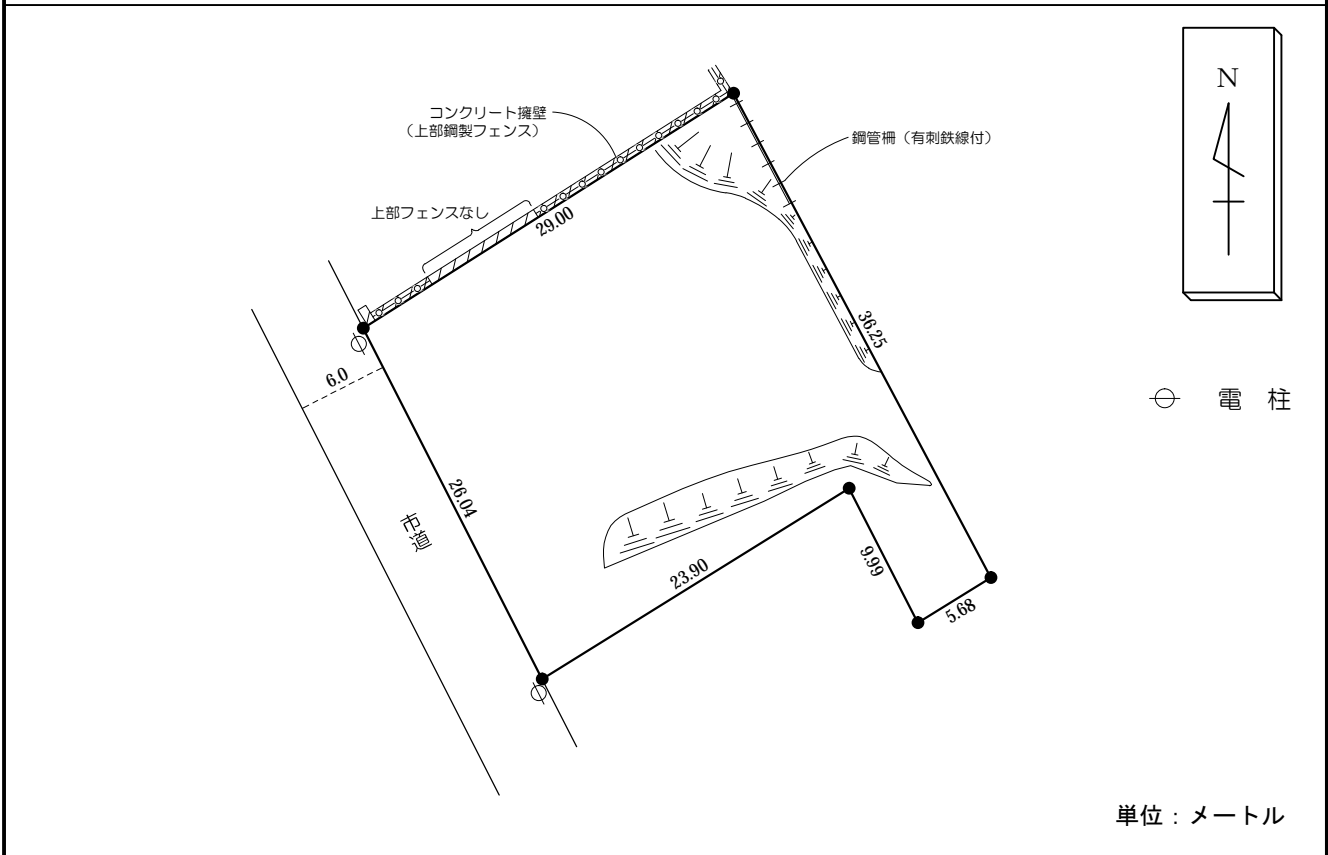 N
コンクリート擁壁
（上部鋼製フェンス）
鋼管柵（有刺鉄線付）
上部フェンスなし
29.00
36.25
6.0
電柱
26.04
市道
23.90
9.99
5.68
単位：メートル